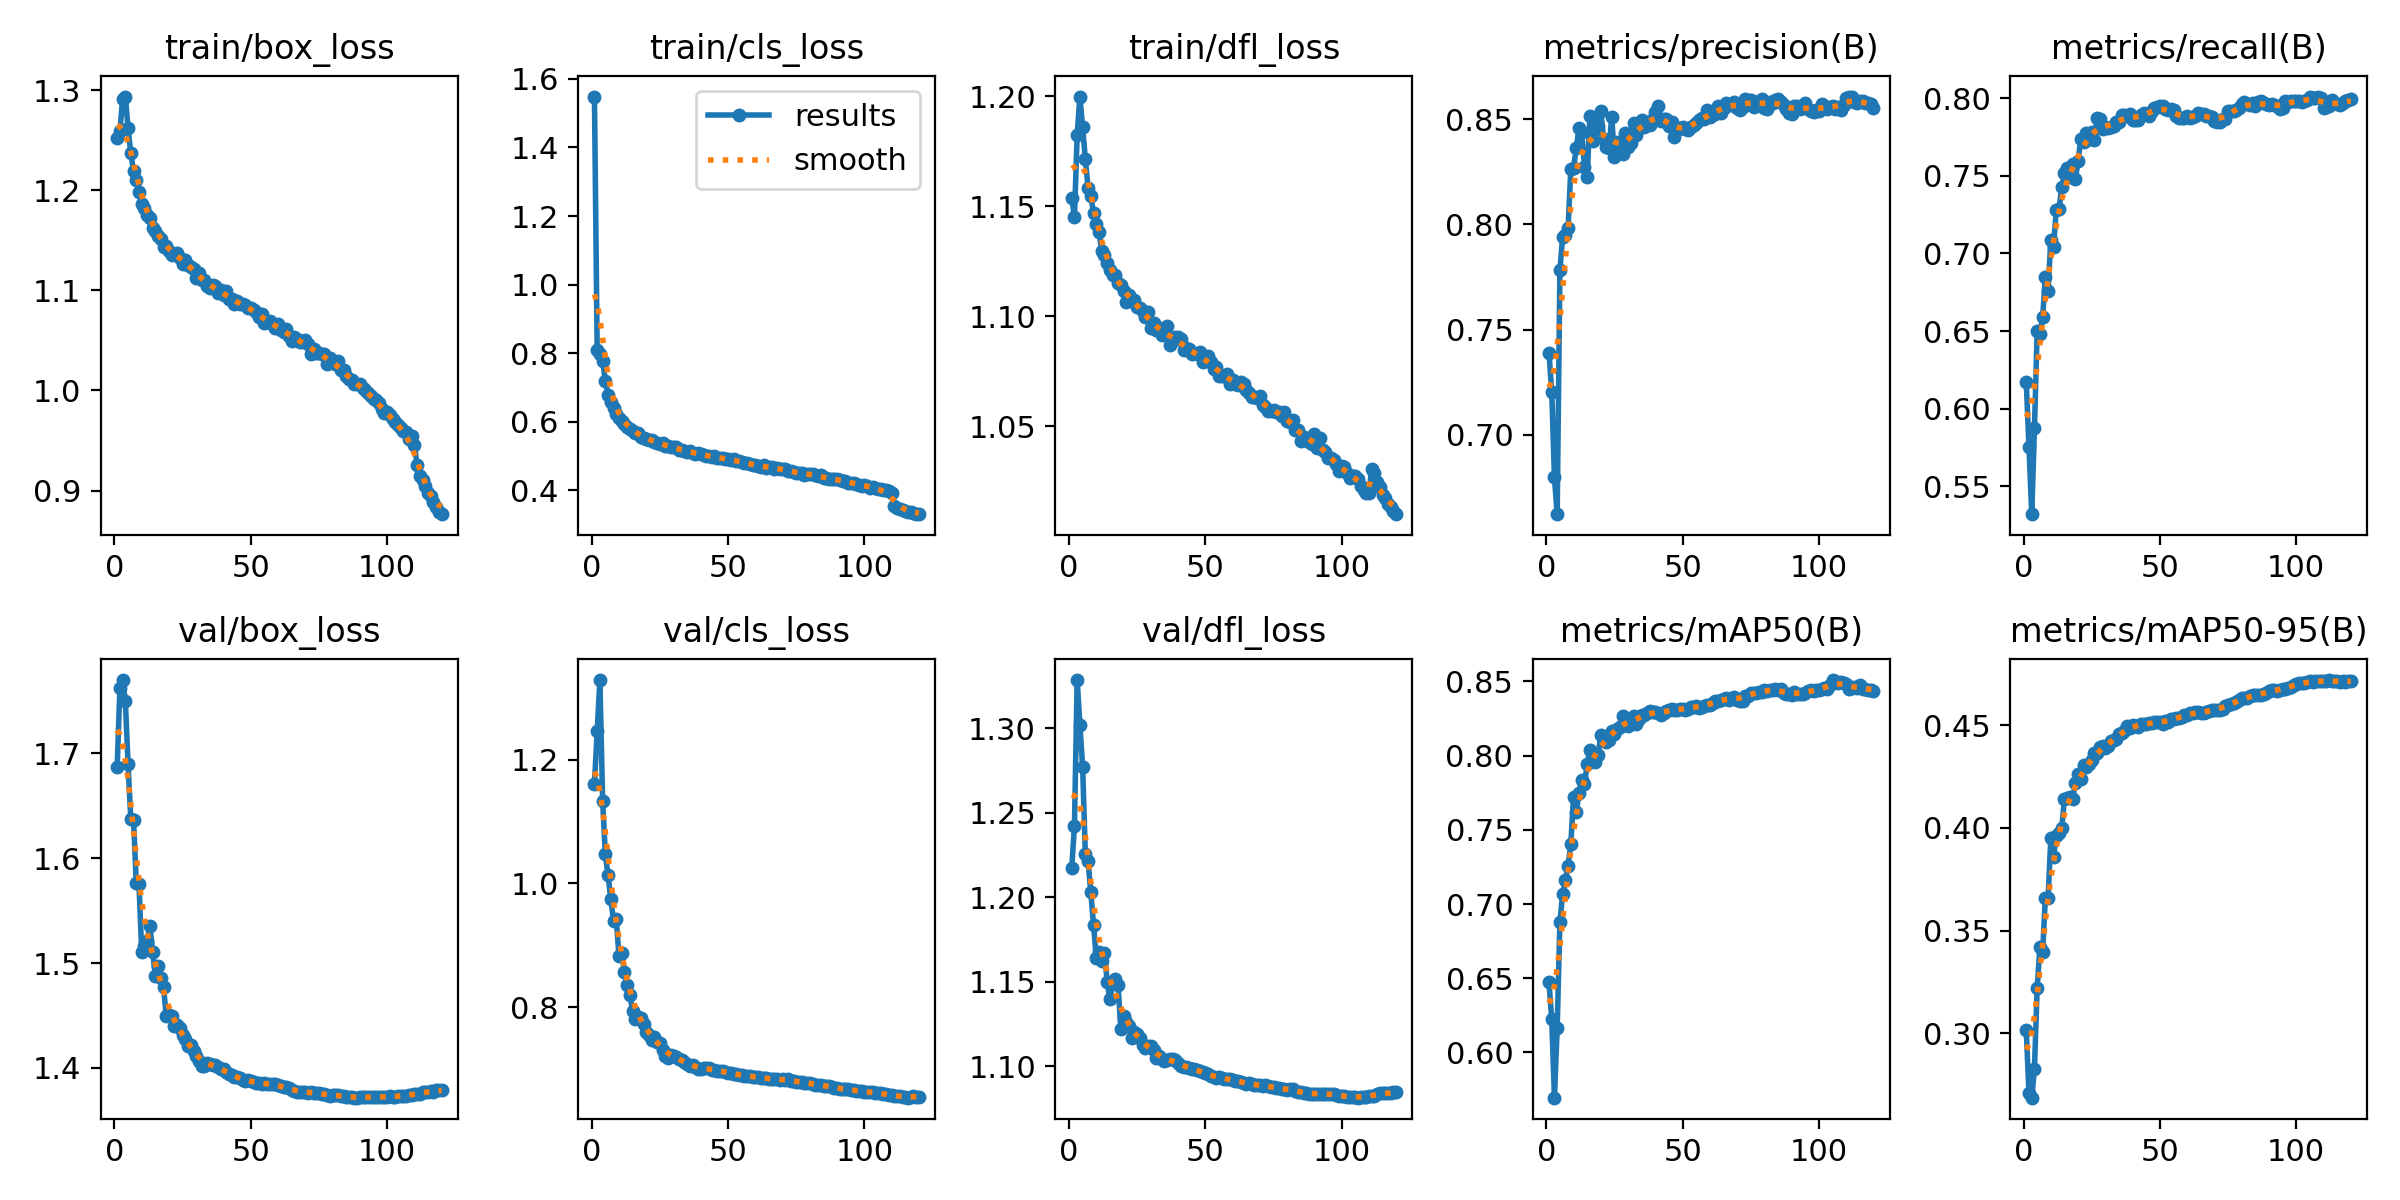 train/box_loss
1.3
1.2
1.1
1.0
0.9
0 50 100
train/cls_loss
1.6
1.4
1.2
1.0
0.8
0.6
0.4
0 50 100
results
smooth
train/dfl_loss
1.20
1.15
1.10
1.05
0 50 100
metrics/precision(B)
0.85
0.80
0.75
0.70
0 50 100
metrics/recall(B)
0.80
0.75
0.70
0.65
0.60
0.55
0 50 100
val/box_loss
1.7
1.6
1.5
1.4
0 50 100
val/cls_loss
1.2
1.0
0.8
0 50 100
val/dfl_loss
1.30
1.25
1.20
1.15
1.10
0 50 100
metrics/mAP50(B)
0.85
0.80
0.75
0.70
0.65
0.60
0 50 100
metrics/mAP50-95(B)
0.45
0.40
0.35
0.30
0 50 100